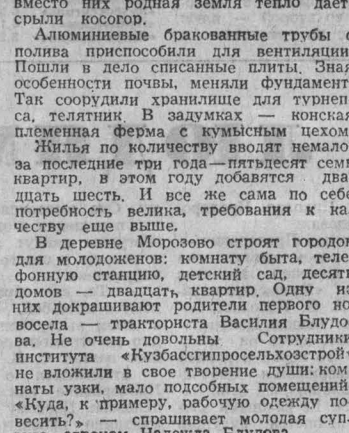 вместо них родная земля тепло дает
срыли косогор.
Алюминиевые бракованные трубы с
полива приспособили для вентиляции
Пошли в дело списанные плиты. Зная
особенности почвы, меняли фундамент
Так соорудили хранилище для турнеп-
са, телятник. В задумках — конская
племенная ферма с кумысным цехом
Жилья по количеству вводят немало
за последние три года—пятьдесят семь
квартир, в этом году добавятся два
дцать шесть. И все же сама по себе
потребность велика, требования к ка-
честву еще выше.
В деревне Морозово строят городок
для молодоженов: комнату быта, теле-
фонную станцию, детский сад, десять
домов — двадцать квартир. Одну из
них докрашивают родители первого но-
восела — тракториста Василия Блудо-
ва. Не очень довольны Сотрудники
института «Кузбассгипросельхозстрой»
не вложили в свое творение души: ком-
наты узки, мало подсобных помещений
«Куда, к примеру, рабочую одежду по-
весить?» — спрашивает молодая суп-
Надежда Блудова